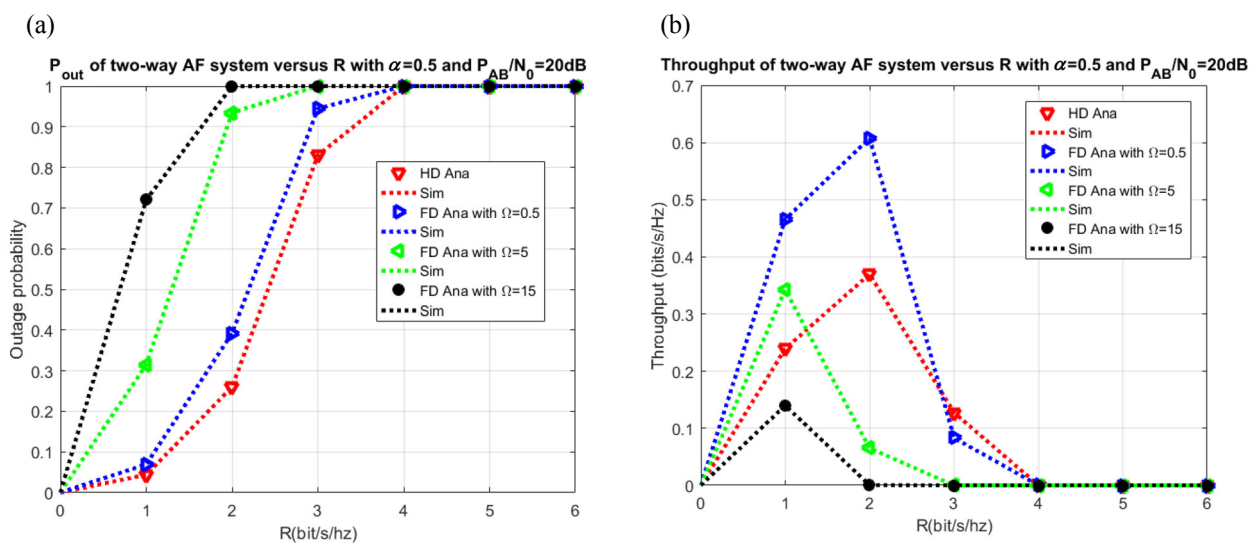 (a)
P_out of two-way AF system versus R with α=0.5 and P_AB/N_0=20dB
Outage probability
1
0.9
0.8
0.7
0.6
0.5
0.4
0.3
0.2
0.1
0
HD Ana
Sim
FD Ana with Ω=0.5
Sim
FD Ana with Ω=5
Sim
FD Ana with Ω=15
Sim
0 1 2 3 4 5 6
R(bit/s/hz)
(b)
Throughput of two-way AF system versus R with α=0.5 and P_AB/N_0=20dB
Throughput (bits/s/Hz)
0.7
0.6
0.5
0.4
0.3
0.2
0.1
0
HD Ana
Sim
FD Ana with Ω=0.5
Sim
FD Ana with Ω=5
Sim
FD Ana with Ω=15
Sim
0 1 2 3 4 5 6
R(bit/s/hz)